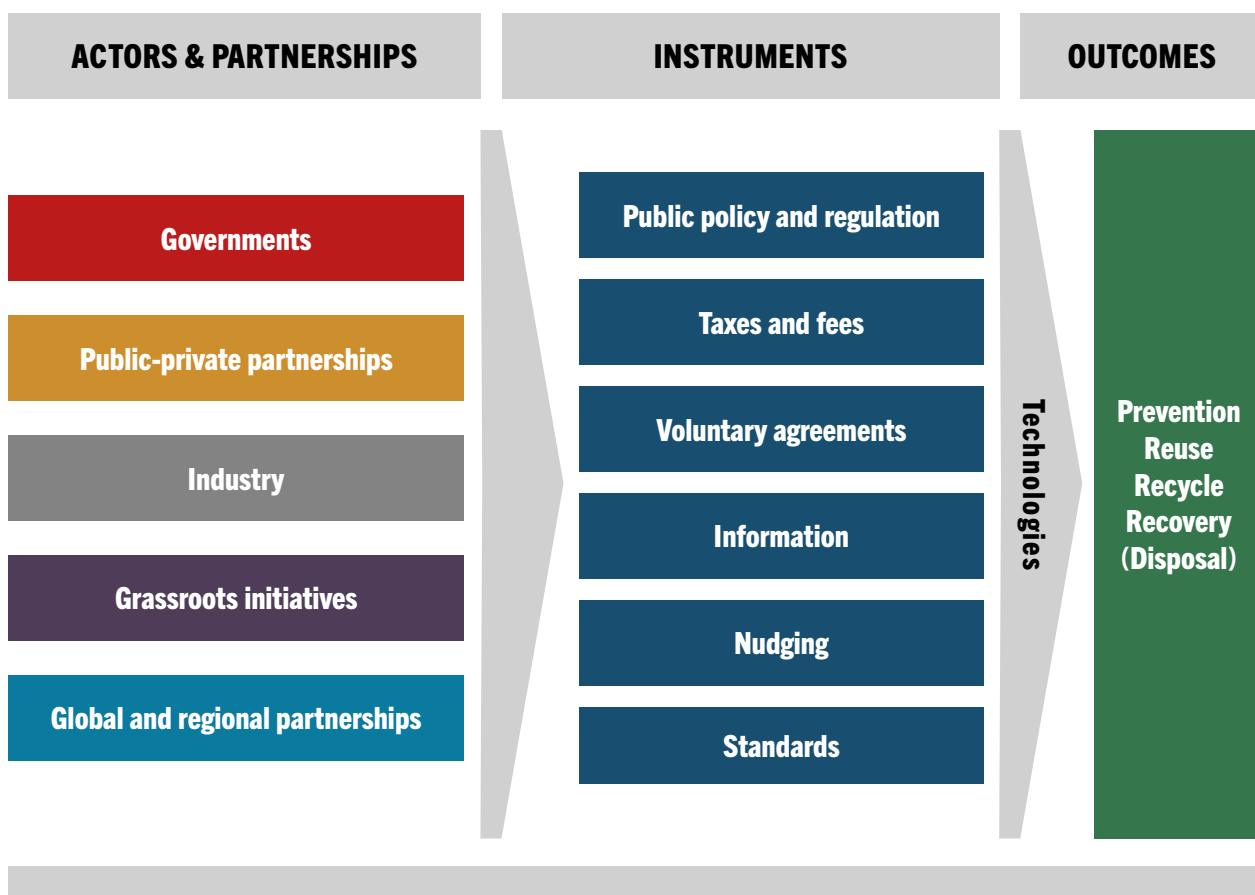 ACTORS & PARTNERSHIPS
INSTRUMENTS
OUTCOMES
Governments
Public-private partnerships
Industry
Grassroots initiatives
Global and regional partnerships
Public policy and regulation
Taxes and fees
Voluntary agreements
Information
Nudging
Standards
Technologies
Prevention
Reuse
Recycle
Recovery
(Disposal)